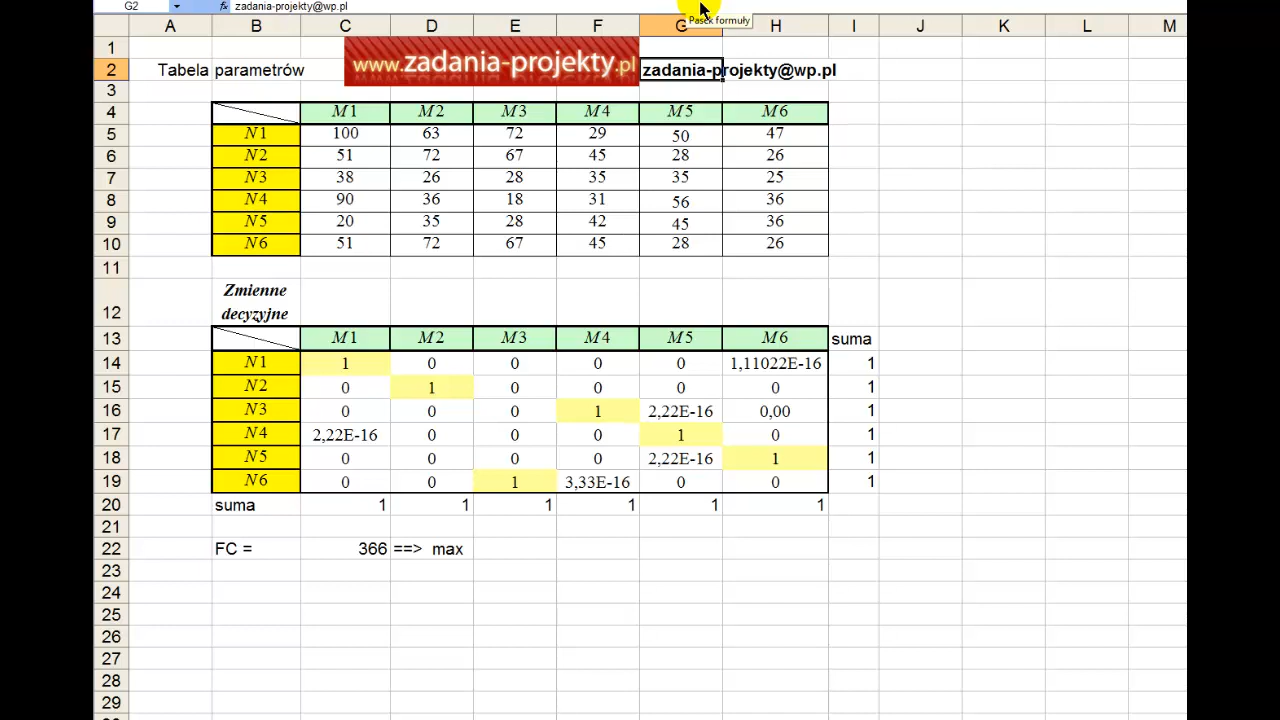 G2 fx zadania-projekty@wp.pl
Pasek formuły
A B C D E F G H I J K L M
1
2 Tabela parametrów www.zadania-projekty.pl zadania-projekty@wp.pl
3
4 M1 M2 M3 M4 M5 M6
5 N1 100 63 72 29 50 47
6 N2 51 72 67 45 28 26
7 N3 38 26 28 35 35 25
8 N4 90 36 18 31 56 36
9 N5 20 35 28 42 45 36
10 N6 51 72 67 45 28 26
11
Zmienne
12 decyzyjne
13 M1 M2 M3 M4 M5 M6 suma
14 N1 1 0 0 0 0 1,11022E-16 1
15 N2 0 1 0 0 0 0 1
16 N3 0 0 0 1 2,22E-16 0,00 1
17 N4 2,22E-16 0 0 0 1 0 1
18 N5 0 0 0 0 2,22E-16 1 1
19 N6 0 0 1 3,33E-16 0 0 1
20 suma 1 1 1 1 1 1
21
22 FC = 366 ==> max
23
24
25
26
27
28
29